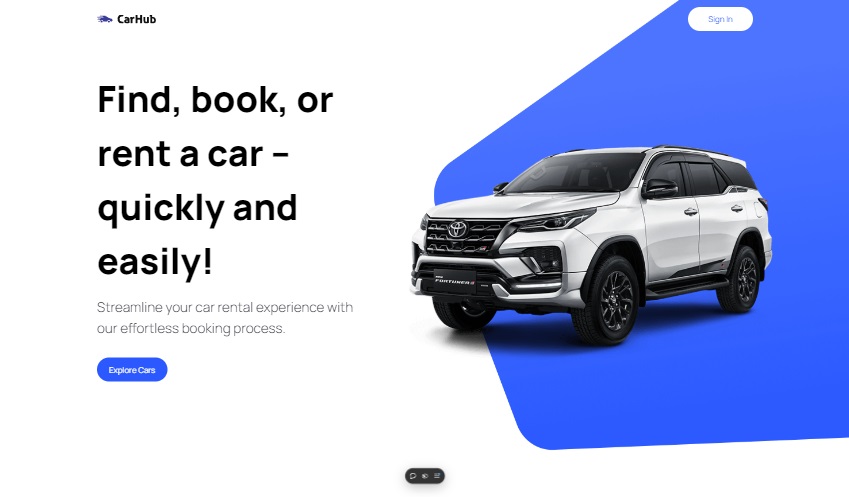 CarHub
Sign In
Find, book, or
rent a car –
quickly and
easily!
Streamline your car rental experience with
our effortless booking process.
Explore Cars
FORTUNER